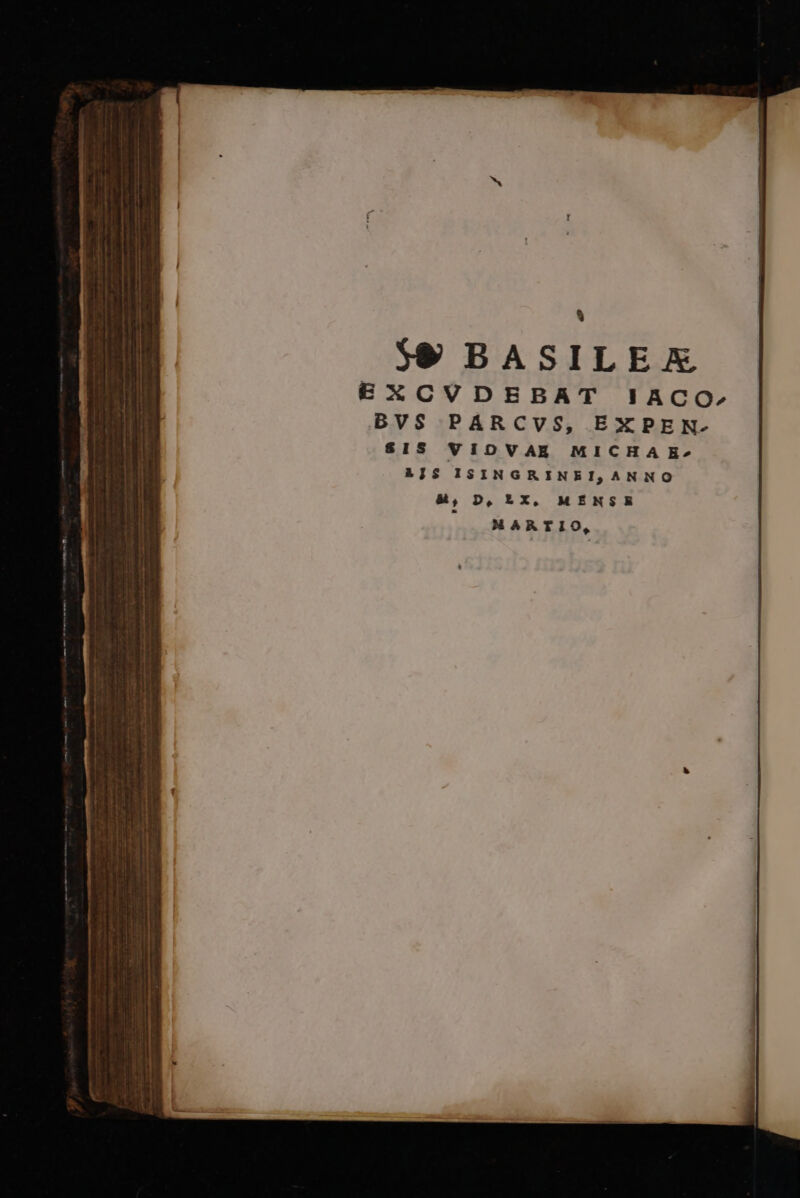 BASILEÆ
EXCVDEBAT IACO-
BVS PARCVS, EXPEN-
SIS VIDVAE MICHAE-
LIS ISINGRINEI, ANNO
M, D, LX, MENSE
MARTIO,